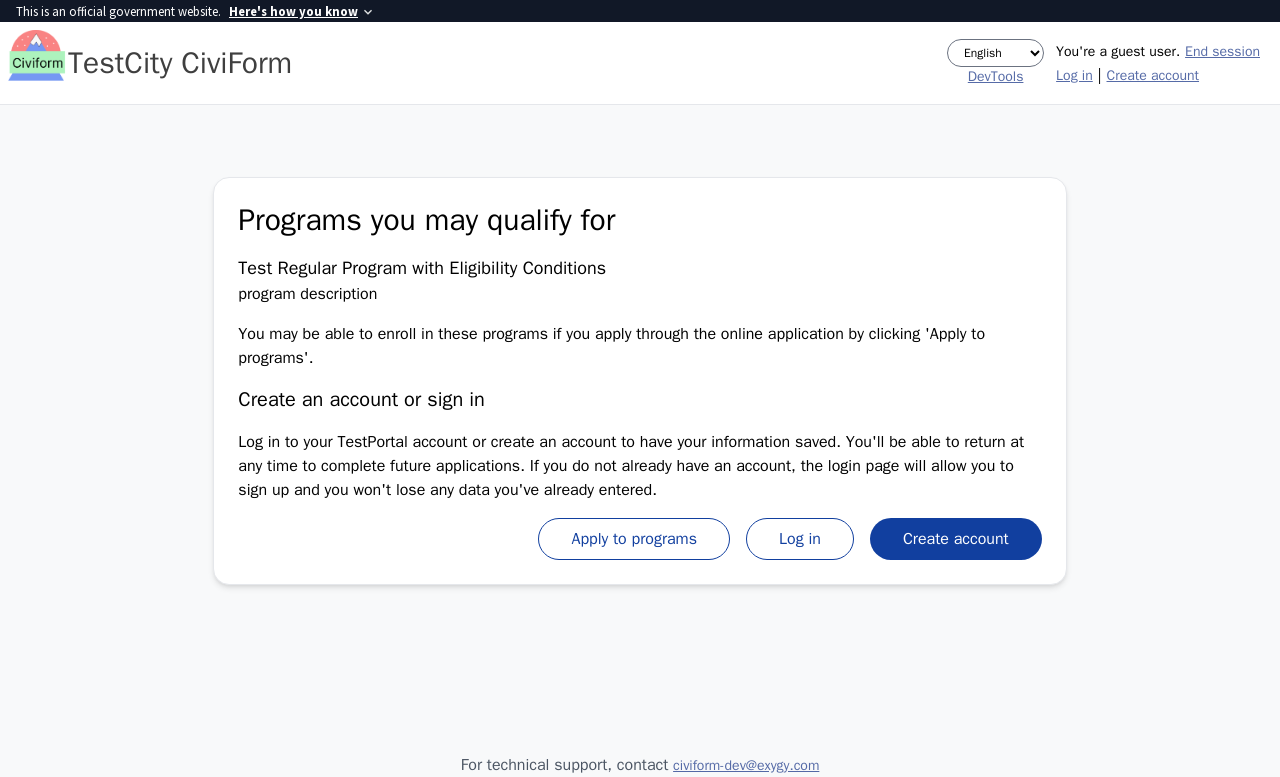 This is an official government website. Here's how you know
Civiform
TestCity CiviForm
English
DevTools
You're a guest user. End session
Log in | Create account
Programs you may qualify for
Test Regular Program with Eligibility Conditions
program description
You may be able to enroll in these programs if you apply through the online application by clicking 'Apply to
programs'.
Create an account or sign in
Log in to your TestPortal account or create an account to have your information saved. You'll be able to return at
any time to complete future applications. If you do not already have an account, the login page will allow you to
sign up and you won't lose any data you've already entered.
Apply to programs Log in Create account
For technical support, contact civiform-dev@exygy.com